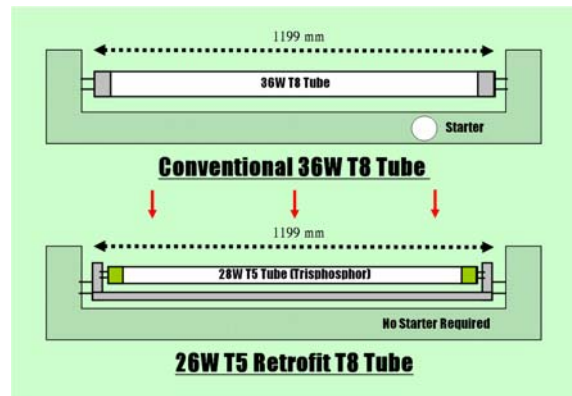 1199 mm
36W T8 Tube
Starter
Conventional 36W T8 Tube
1199 mm
28W T5 Tube (Trisphosphor)
No Starter Required
26W T5 Retrofit T8 Tube